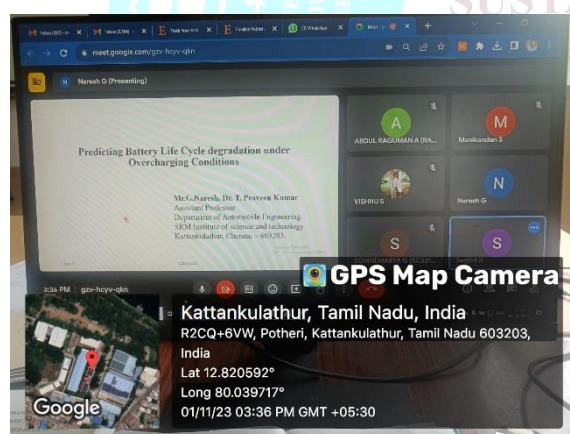 SUST
meet.google.com/gzv-hcyv-qkn
Naresh G (Presenting)
Predicting Battery Life Cycle degradation under
Overcharging Conditions
Mr.G.Naresh, Dr. T. Praveen Kumar
Assistant Professor
Department of Automobile Engineering
SRM Institute of science and technology
Kattankulathur, Chennai – 603203.
A
ABDUL RAGUMAN A (RA...
M
Manikandan S
VISHNU S
N
Naresh G
S
SOWNDHARYA G (RC321...
S
3:36 PM
gzv-hcyv-qkn
GPS Map Camera
Kattankulathur, Tamil Nadu, India
R2CQ+6VW, Potheri, Kattankulathur, Tamil Nadu 603203,
India
Lat 12.820592°
Long 80.039717°
01/11/23 03:36 PM GMT +05:30
Google